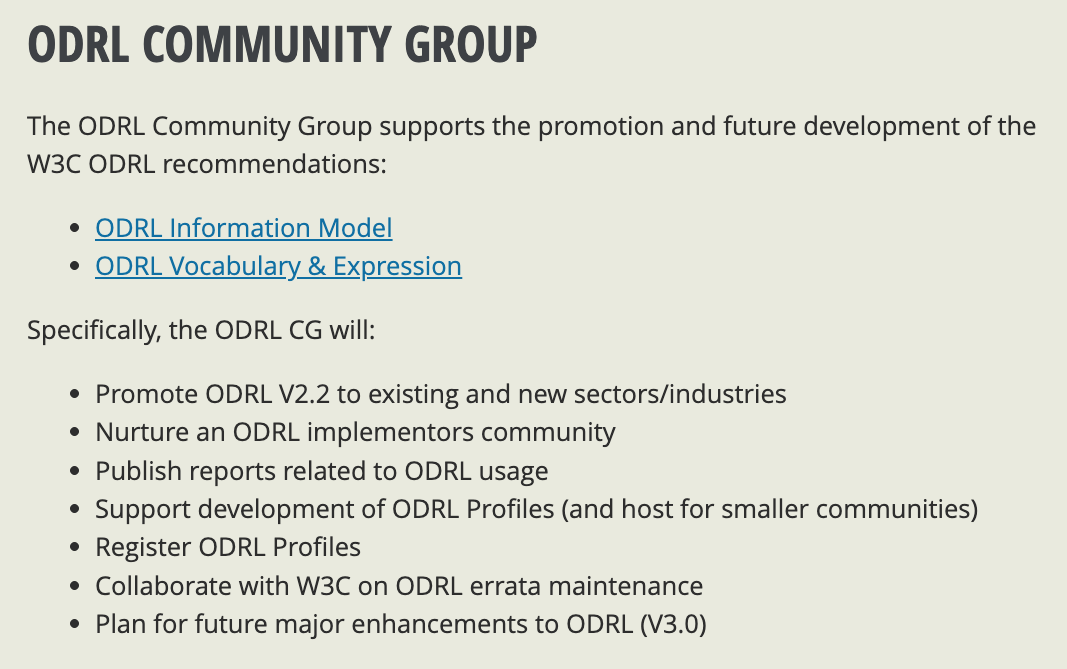 ODRL COMMUNITY GROUP
The ODRL Community Group supports the promotion and future development of the
W3C ODRL recommendations:
• ODRL Information Model
• ODRL Vocabulary & Expression
Specifically, the ODRL CG will:
• Promote ODRL V2.2 to existing and new sectors/industries
• Nurture an ODRL implementors community
• Publish reports related to ODRL usage
• Support development of ODRL Profiles (and host for smaller communities)
• Register ODRL Profiles
• Collaborate with W3C on ODRL errata maintenance
• Plan for future major enhancements to ODRL (V3.0)